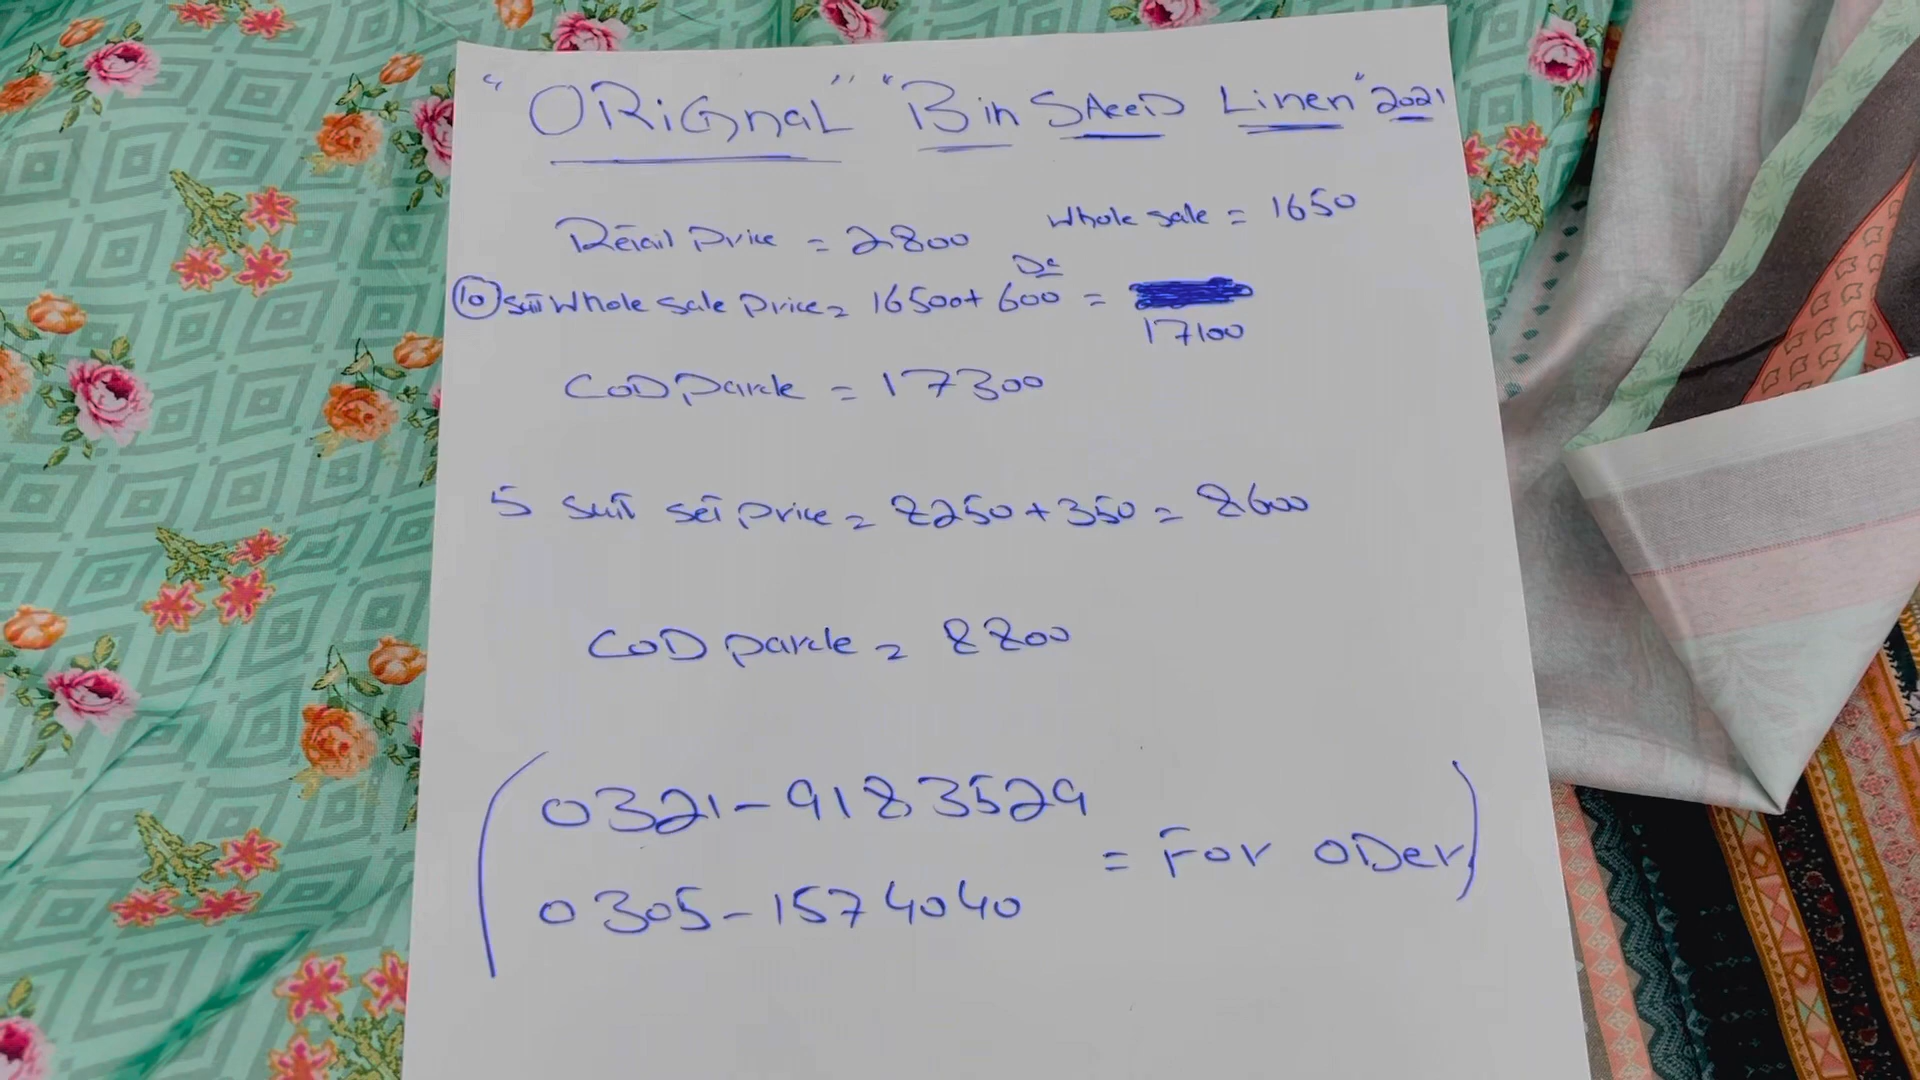 "ORiGnaL" "Bin SAeeD Linen" 2021
Retail Price = 2800 Whole sale = 1650
10 suit Whole sale Price = 16500 + 600 Dc = 17100
CoD Parcle = 17300
5 suit set price = 8250 + 350 = 8600
CoD parcle = 8800
(0321-9183529
0305-1574040 = For oDer)